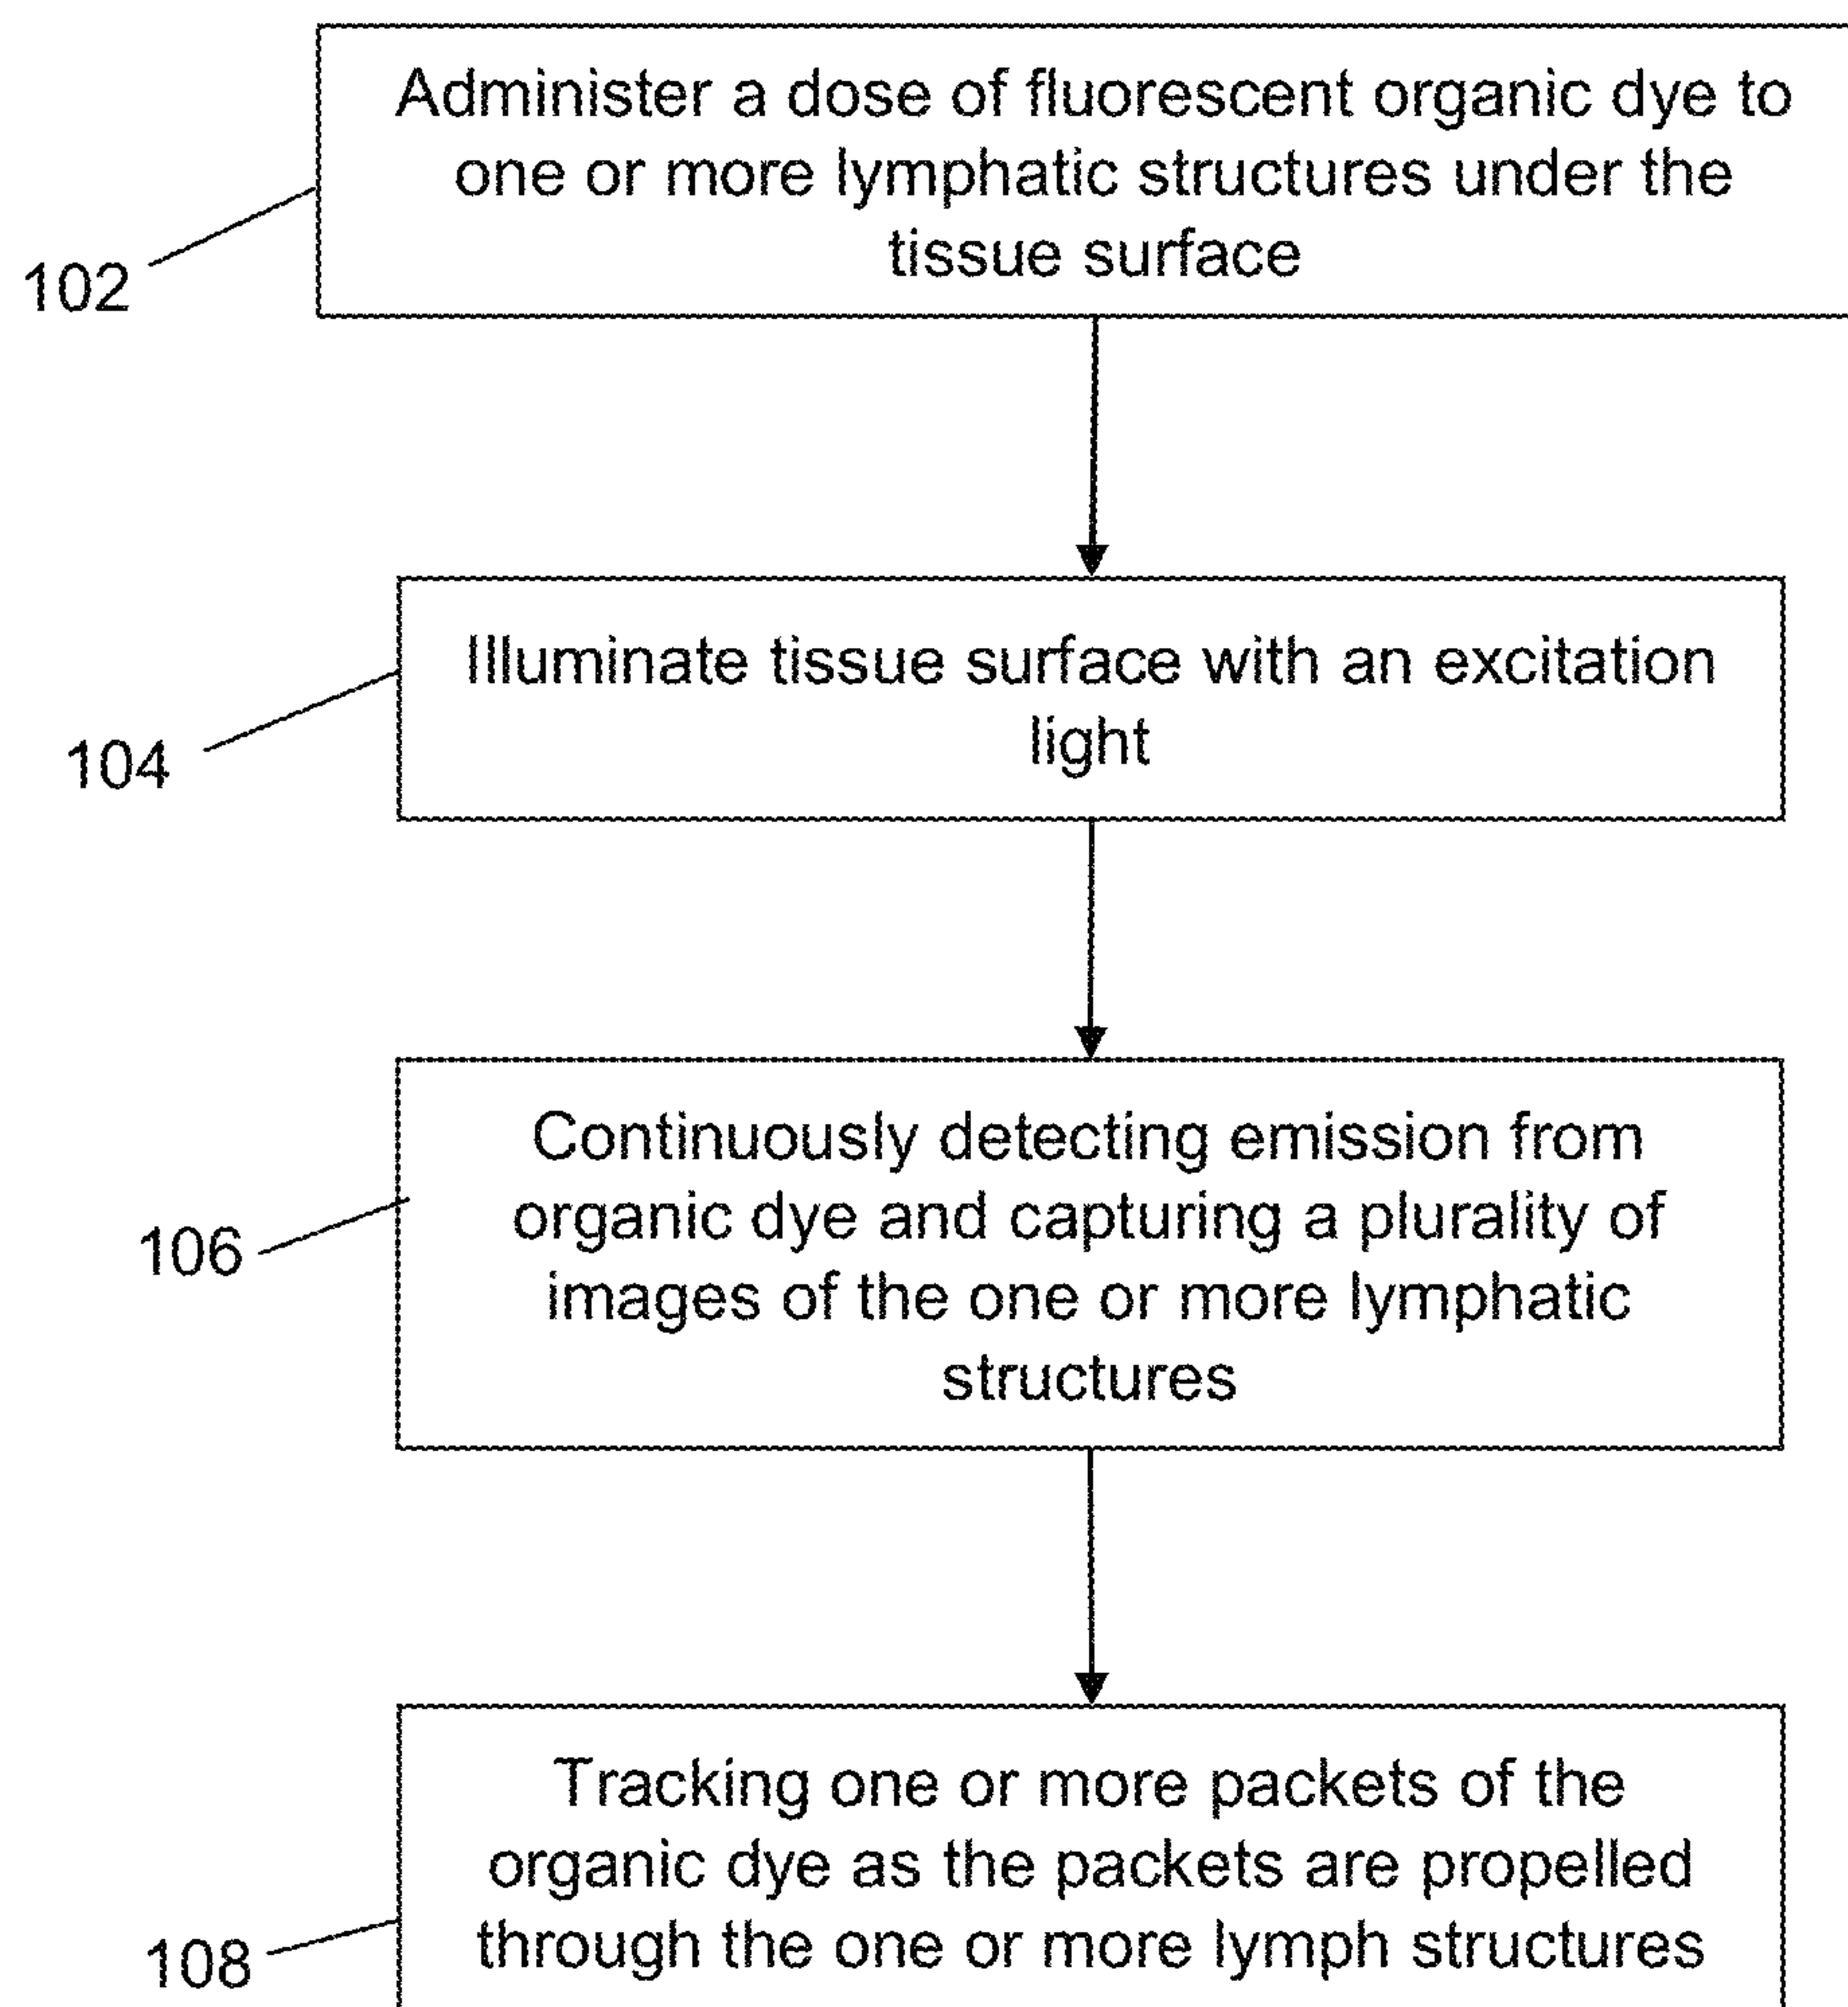 Administer a dose of fluorescent organic dye to
one or more lymphatic structures under the
tissue surface
102
Illuminate tissue surface with an excitation
light
104
Continuously detecting emission from
organic dye and capturing a plurality of
images of the one or more lymphatic
structures
106
Tracking one or more packets of the
organic dye as the packets are propelled
through the one or more lymph structures
108